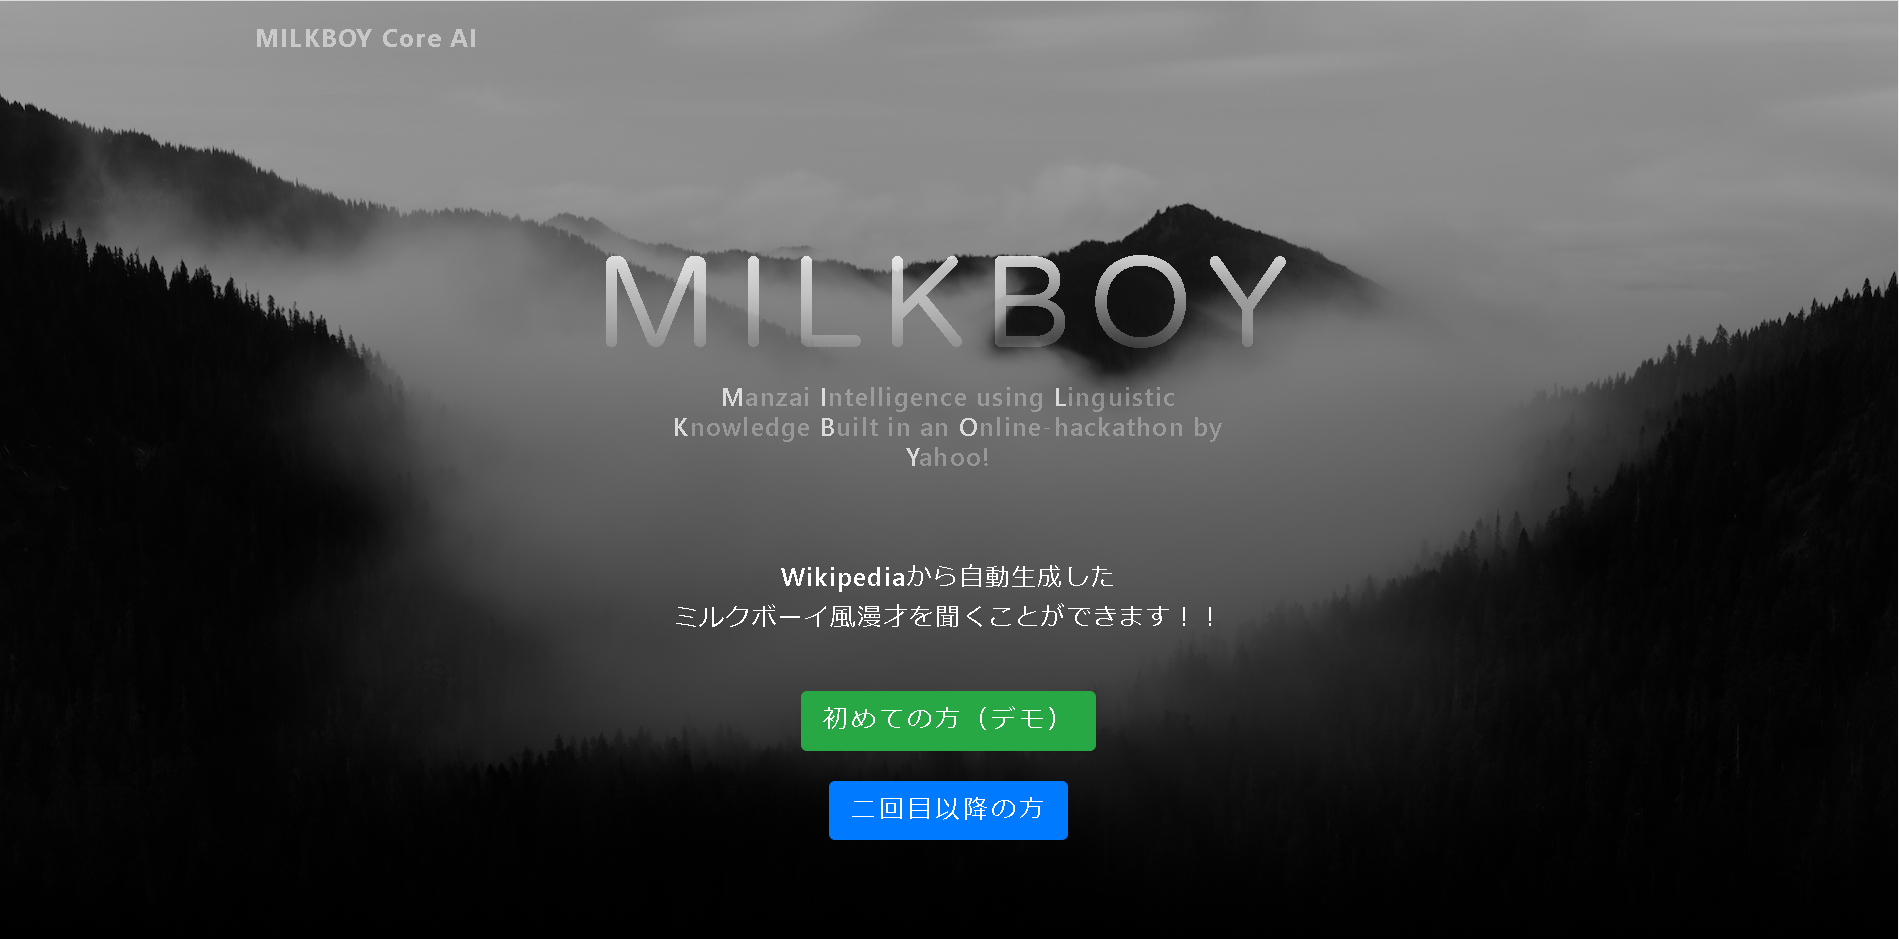 MILKBOY Core AI
MILKBOY
Manzai Intelligence using Linguistic
Knowledge Built in an Online-hackathon by
Yahoo!
Wikipediaから自動生成した
ミルクボーイ風漫才を聞くことができます！！
初めての方（デモ）
二回目以降の方